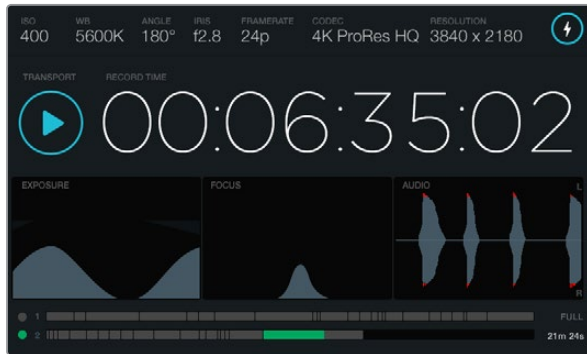 ISO WB ANGLE IRIS FRAMERATE CODEC RESOLUTION
400 5600K 180° f2.8 24p 4K ProRes HQ 3840 x 2180
TRANSPORT RECORD TIME
00:06:35:02
EXPOSURE FOCUS AUDIO L
R
1 FULL
2 21m 24s